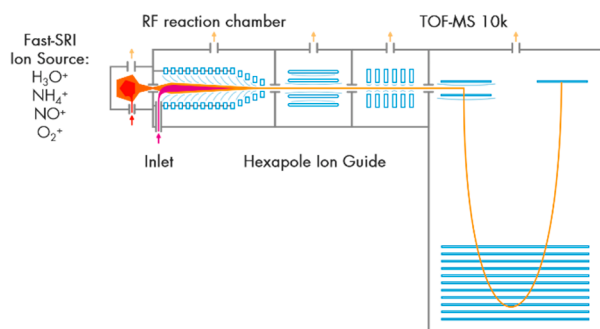 RF reaction chamber
TOF-MS 10k
Fast-SRI
Ion Source:
H₃O⁺
NH₄⁺
NO⁺
O₂⁺
Inlet
Hexapole Ion Guide